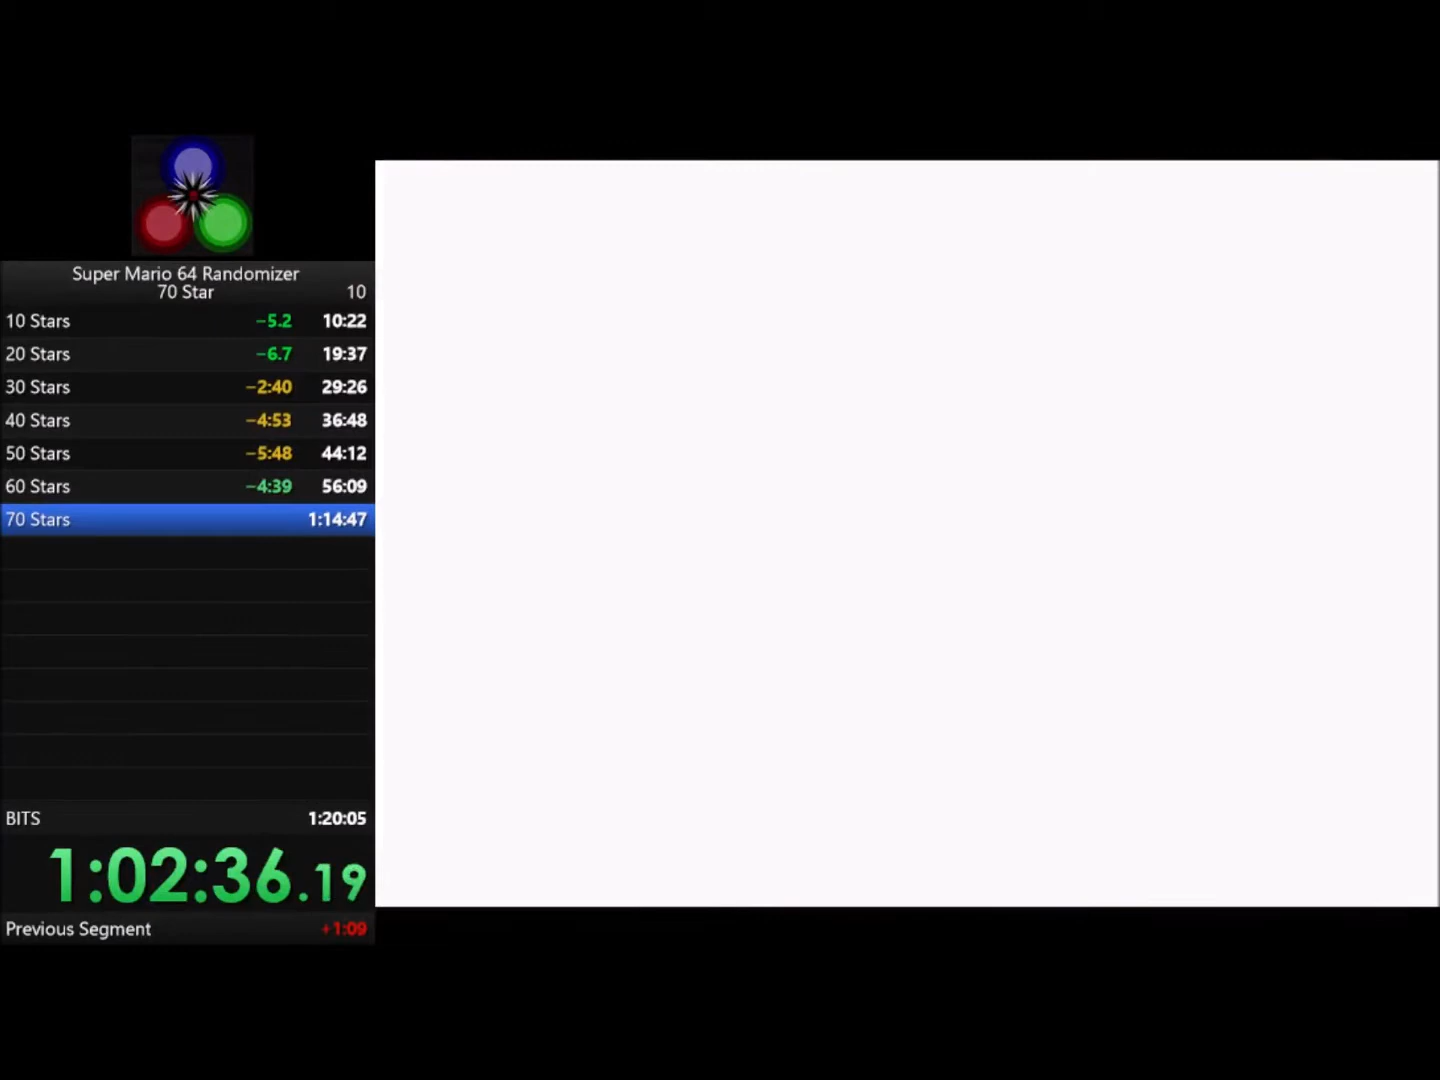 Super Mario 64 Randomizer
70 Star 10
10 Stars −5.2 10:22
20 Stars −6.7 19:37
30 Stars −2:40 29:26
40 Stars −4:53 36:48
50 Stars −5:48 44:12
60 Stars −4:39 56:09
70 Stars 1:14:47
BITS 1:20:05
1:02:36.19
Previous Segment +1:09